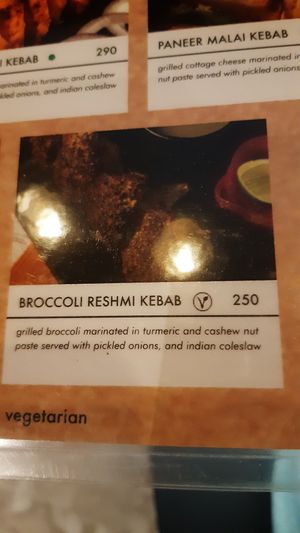 I KEBAB 290
marinated in turmeric and cashew
pickled onions, and indian coleslaw
PANEER MALAI KEBAB
grilled cottage cheese marinated in
nut paste served with pickled onions
BROCCOLI RESHMI KEBAB V 250
grilled broccoli marinated in turmeric and cashew nut
paste served with pickled onions, and indian coleslaw
vegetarian